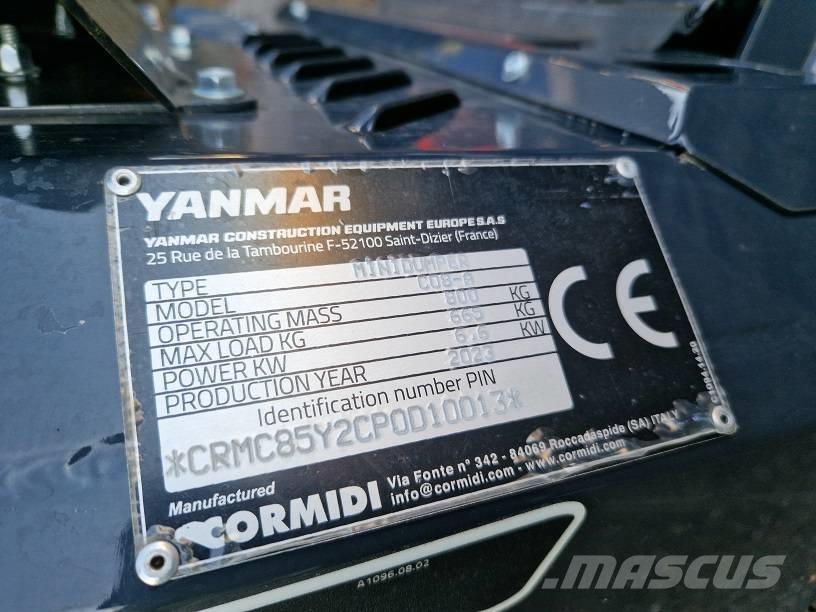 YANMAR
YANMAR CONSTRUCTION EQUIPMENT EUROPE S.A.S
25 Rue de la Tambourine F-52100 Saint-Dizier (France)
TYPE MINIDUMPER
MODEL C08-A
OPERATING MASS 800 KG
MAX LOAD KG 665 KG
POWER KW 6.6 KW
PRODUCTION YEAR 2023
Identification number PIN
*CRMC85Y2CP0D10013*
CE
Manufactured
CORMIDI
Via Fonte n° 342 - 84069 Roccadaspide (SA) ITALY
info@cormidi.com - www.cormidi.com
A1096.08.02
MASCUS